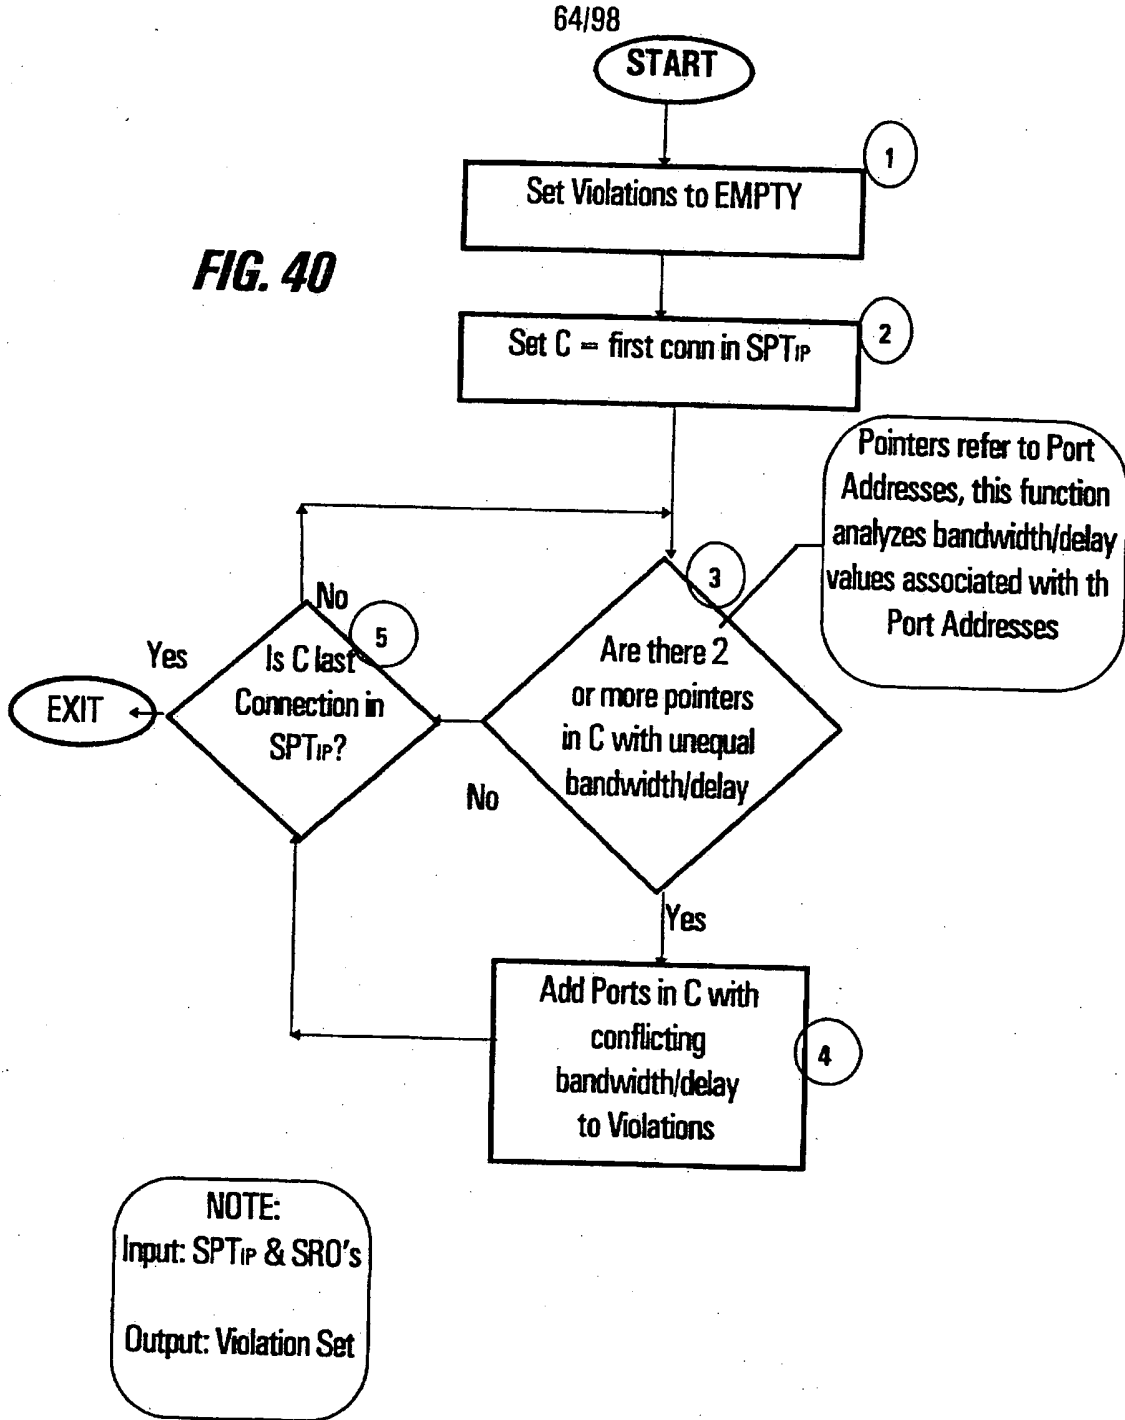 64/98
START
1
Set Violations to EMPTY
FIG. 40
2
Set C = first conn in SPTIP
Pointers refer to Port
Addresses, this function
analyzes bandwidth/delay
values associated with th
Port Addresses
3
Are there 2
or more pointers
in C with unequal
bandwidth/delay
No
5
Yes
Is C last
Connection in
SPTIP?
EXIT
No
Yes
Add Ports in C with
conflicting
bandwidth/delay
to Violations
4
NOTE:
Input: SPTIP & SRO's
Output: Violation Set